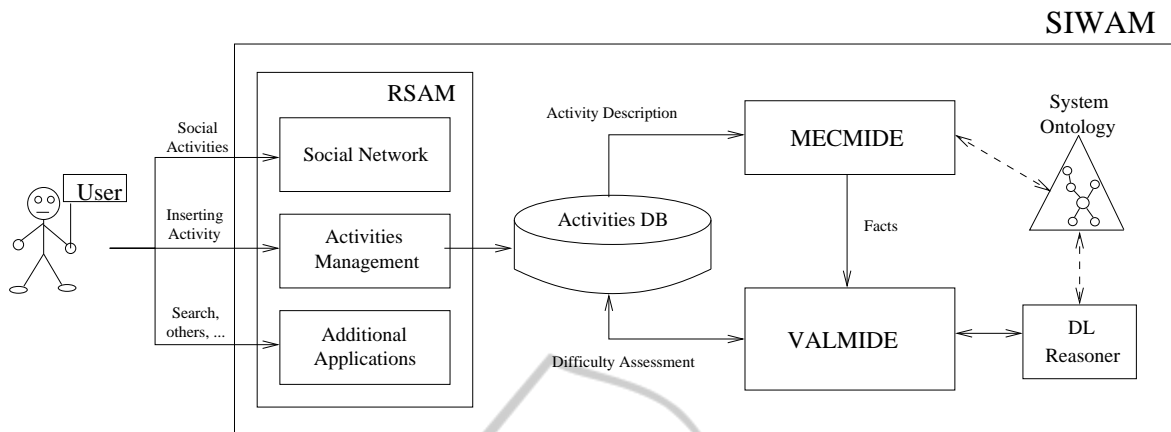 SIWAM
RSAM
Social
Activities
Social Network
User
Inserting
Activity
Activities
Management
Search,
others, ...
Additional
Applications
Activity Description
Activities DB
Difficulty Assessment
MECMIDE
Facts
VALMIDE
System
Ontology
DL
Reasoner